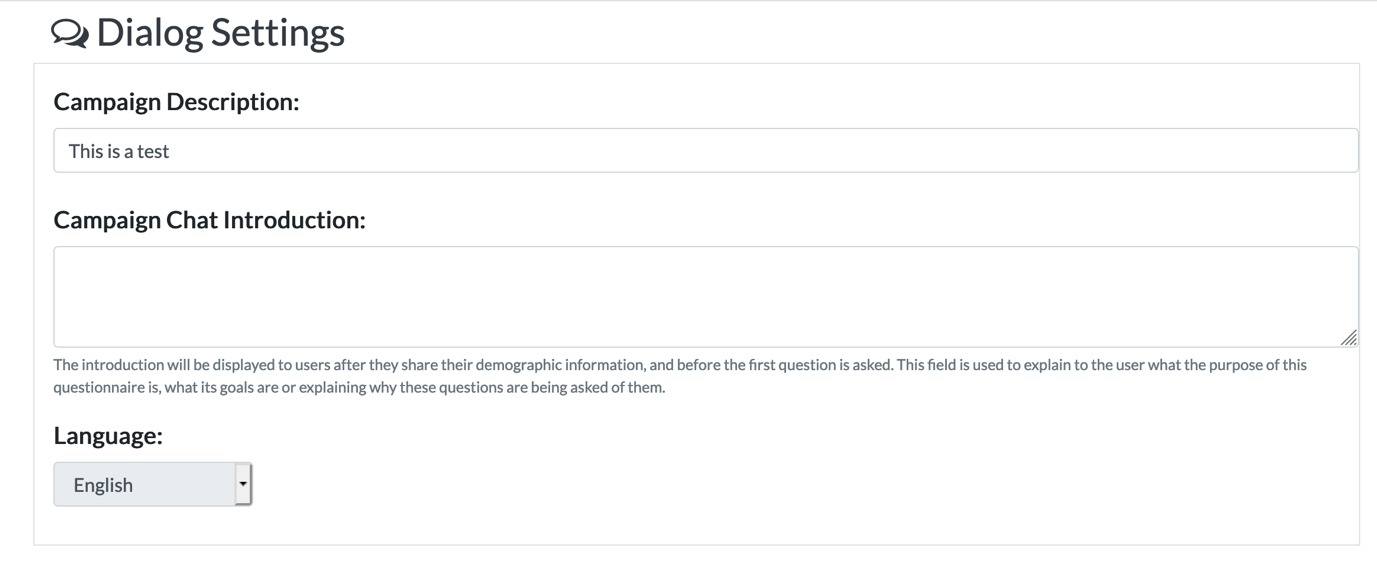 Dialog Settings
Campaign Description:
This is a test
Campaign Chat Introduction:
The introduction will be displayed to users after they share their demographic information, and before the first question is asked. This field is used to explain to the user what the purpose of this
questionnaire is, what its goals are or explaining why these questions are being asked of them.
Language:
English